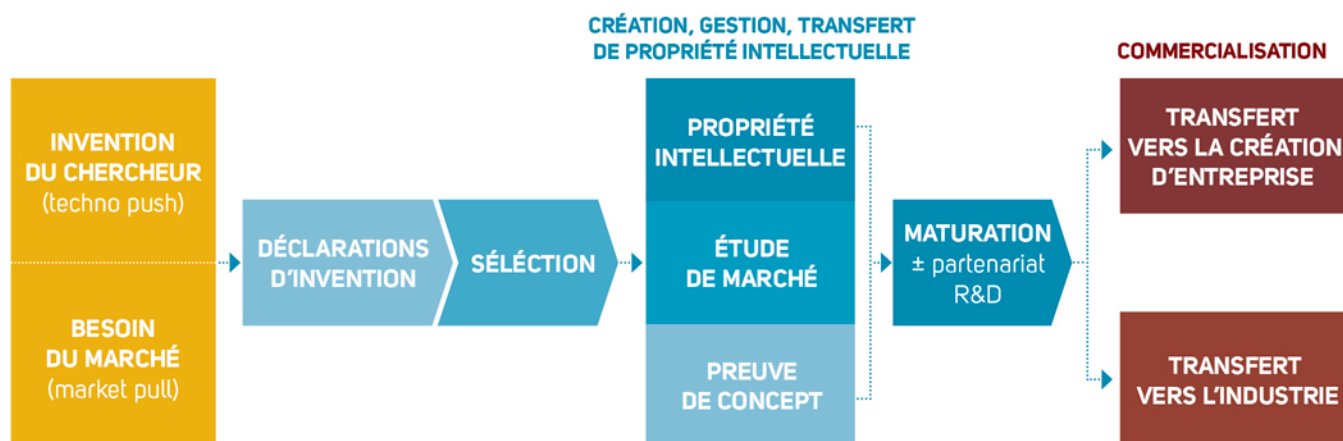 CRÉATION, GESTION, TRANSFERT
DE PROPRIÉTÉ INTELLECTUELLE
COMMERCIALISATION
INVENTION
DU CHERCHEUR
(techno push)
BESOIN
DU MARCHÉ
(market pull)
DÉCLARATIONS
D'INVENTION
SÉLÉCTION
PROPRIÉTÉ
INTELLECTUELLE
ÉTUDE
DE MARCHÉ
PREUVE
DE CONCEPT
MATURATION
± partenariat
R&D
TRANSFERT
VERS LA CRÉATION
D'ENTREPRISE
TRANSFERT
VERS L'INDUSTRIE